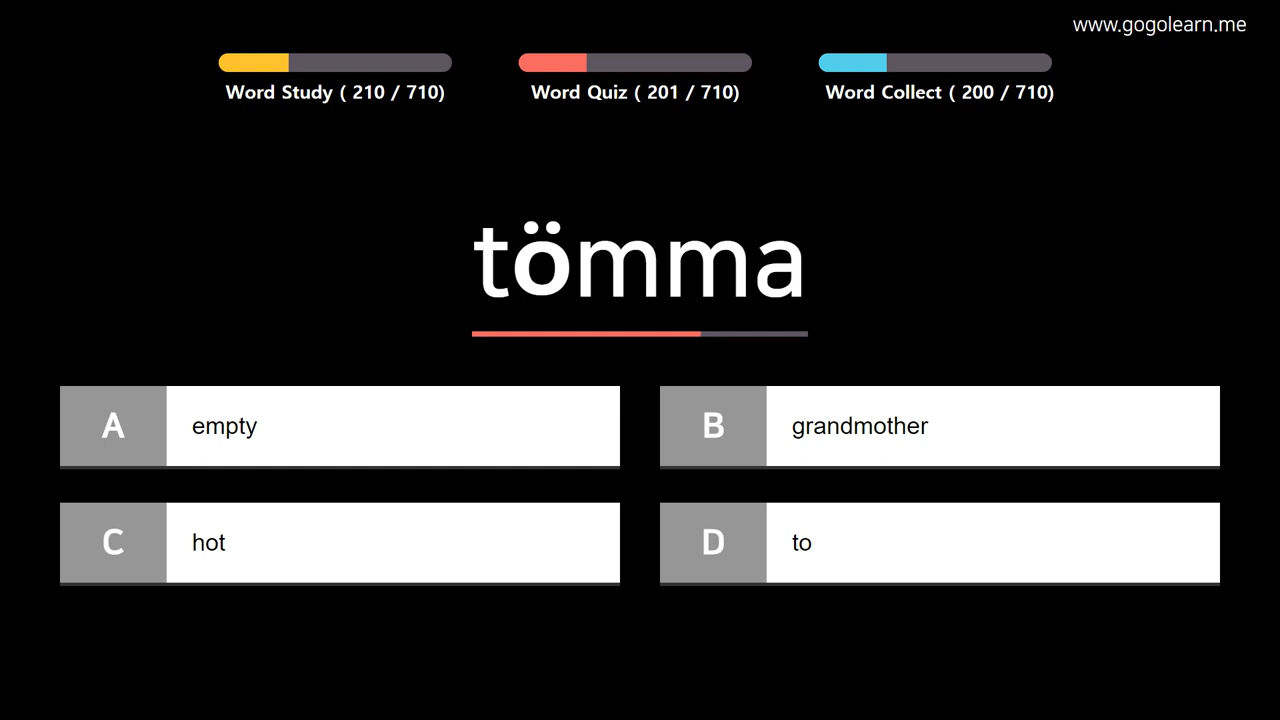 www.gogolearn.me
Word Study ( 210 / 710)
Word Quiz ( 201 / 710)
Word Collect ( 200 / 710)
tömma
A empty
B grandmother
C hot
D to